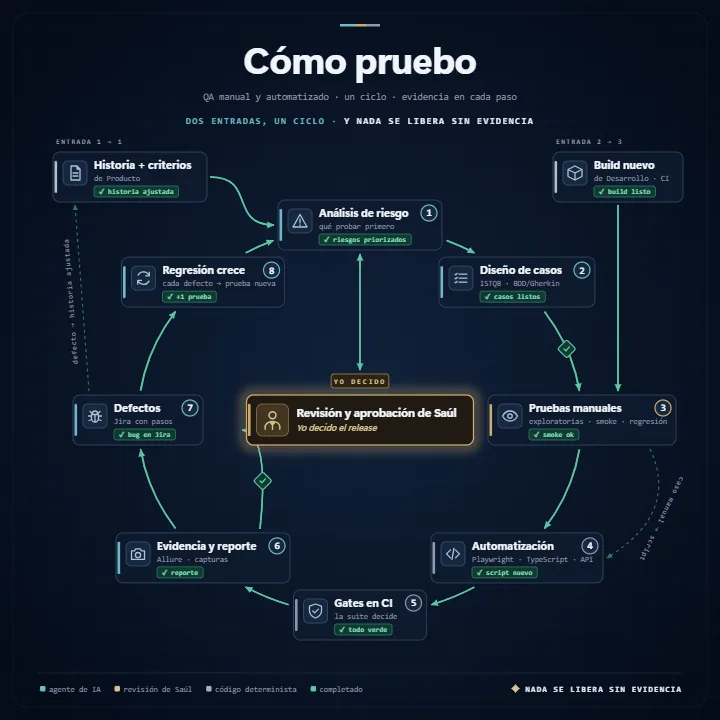 Cómo pruebo
QA manual y automatizado · un ciclo · evidencia en cada paso
DOS ENTRADAS, UN CICLO · Y NADA SE LIBERA SIN EVIDENCIA
ENTRADA 1 → 1
Historia + criterios
de Producto
✓ historia ajustada
ENTRADA 2 → 3
Build nuevo
de Desarrollo · CI
✓ build listo
Análisis de riesgo
1
qué probar primero
✓ riesgos priorizados
Regresión crece
8
cada defecto → prueba nueva
✓ +1 prueba
Diseño de casos
2
ISTQB · BDD/Gherkin
✓ casos listos
defecto → historia ajustada
YO DECIDO
Revisión y aprobación de Saúl
Yo decido el release
Defectos
7
Jira con pasos
✓ bug en Jira
Pruebas manuales
3
exploratorias · smoke · regresión
✓ smoke ok
caso manual → script
Evidencia y reporte
6
Allure · capturas
✓ reporte
Automatización
4
Playwright · TypeScript · API
✓ script nuevo
Gates en CI
5
la suite decide
✓ todo verde
agente de IA
revisión de Saúl
código determinista
completado
NADA SE LIBERA SIN EVIDENCIA